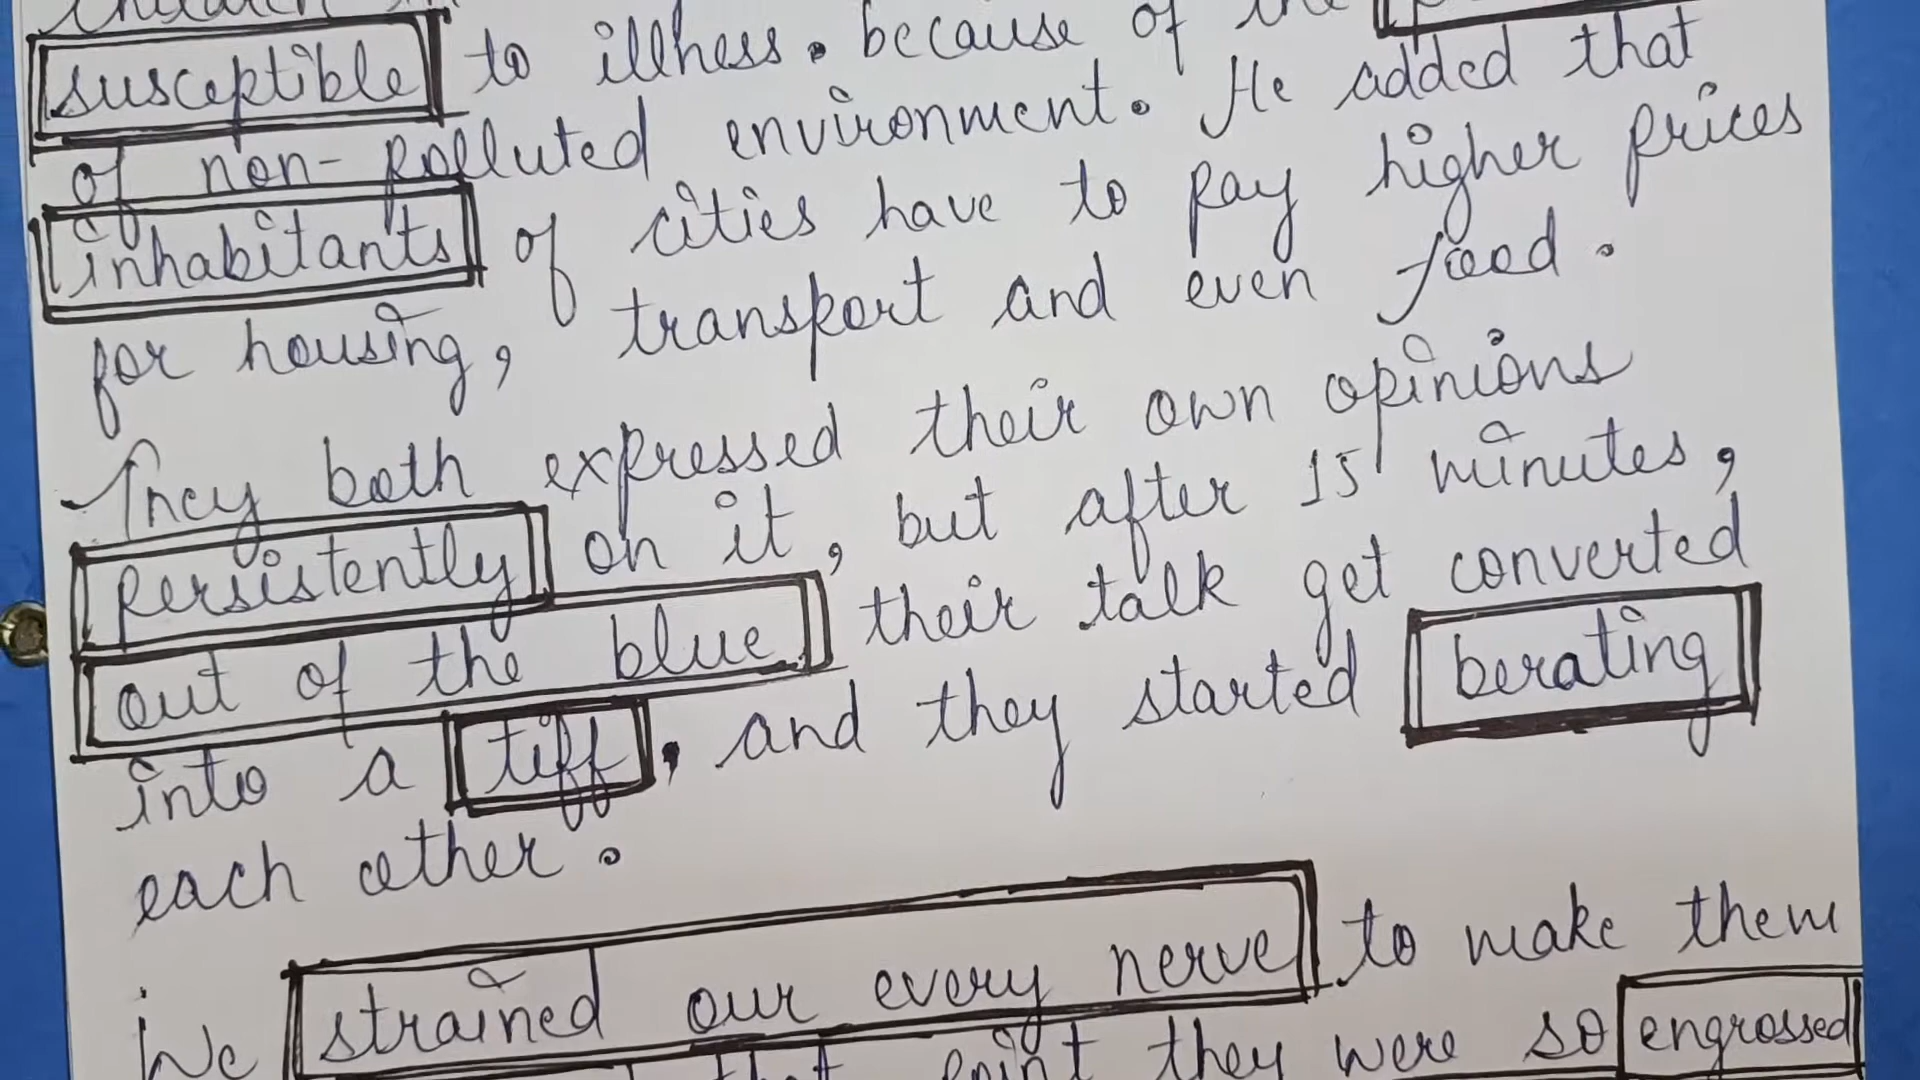 susceptible to illness. because of the
of non-polluted environment. He added that
inhabitants of cities have to pay higher prices
for housing, transport and even food.
They both expressed their own opinions
persistently on it, but after 15 minutes,
out of the blue their talk get converted
into a tiff, and they started berating
each other.
We strained our every nerve to make them
that point they were so engrossed